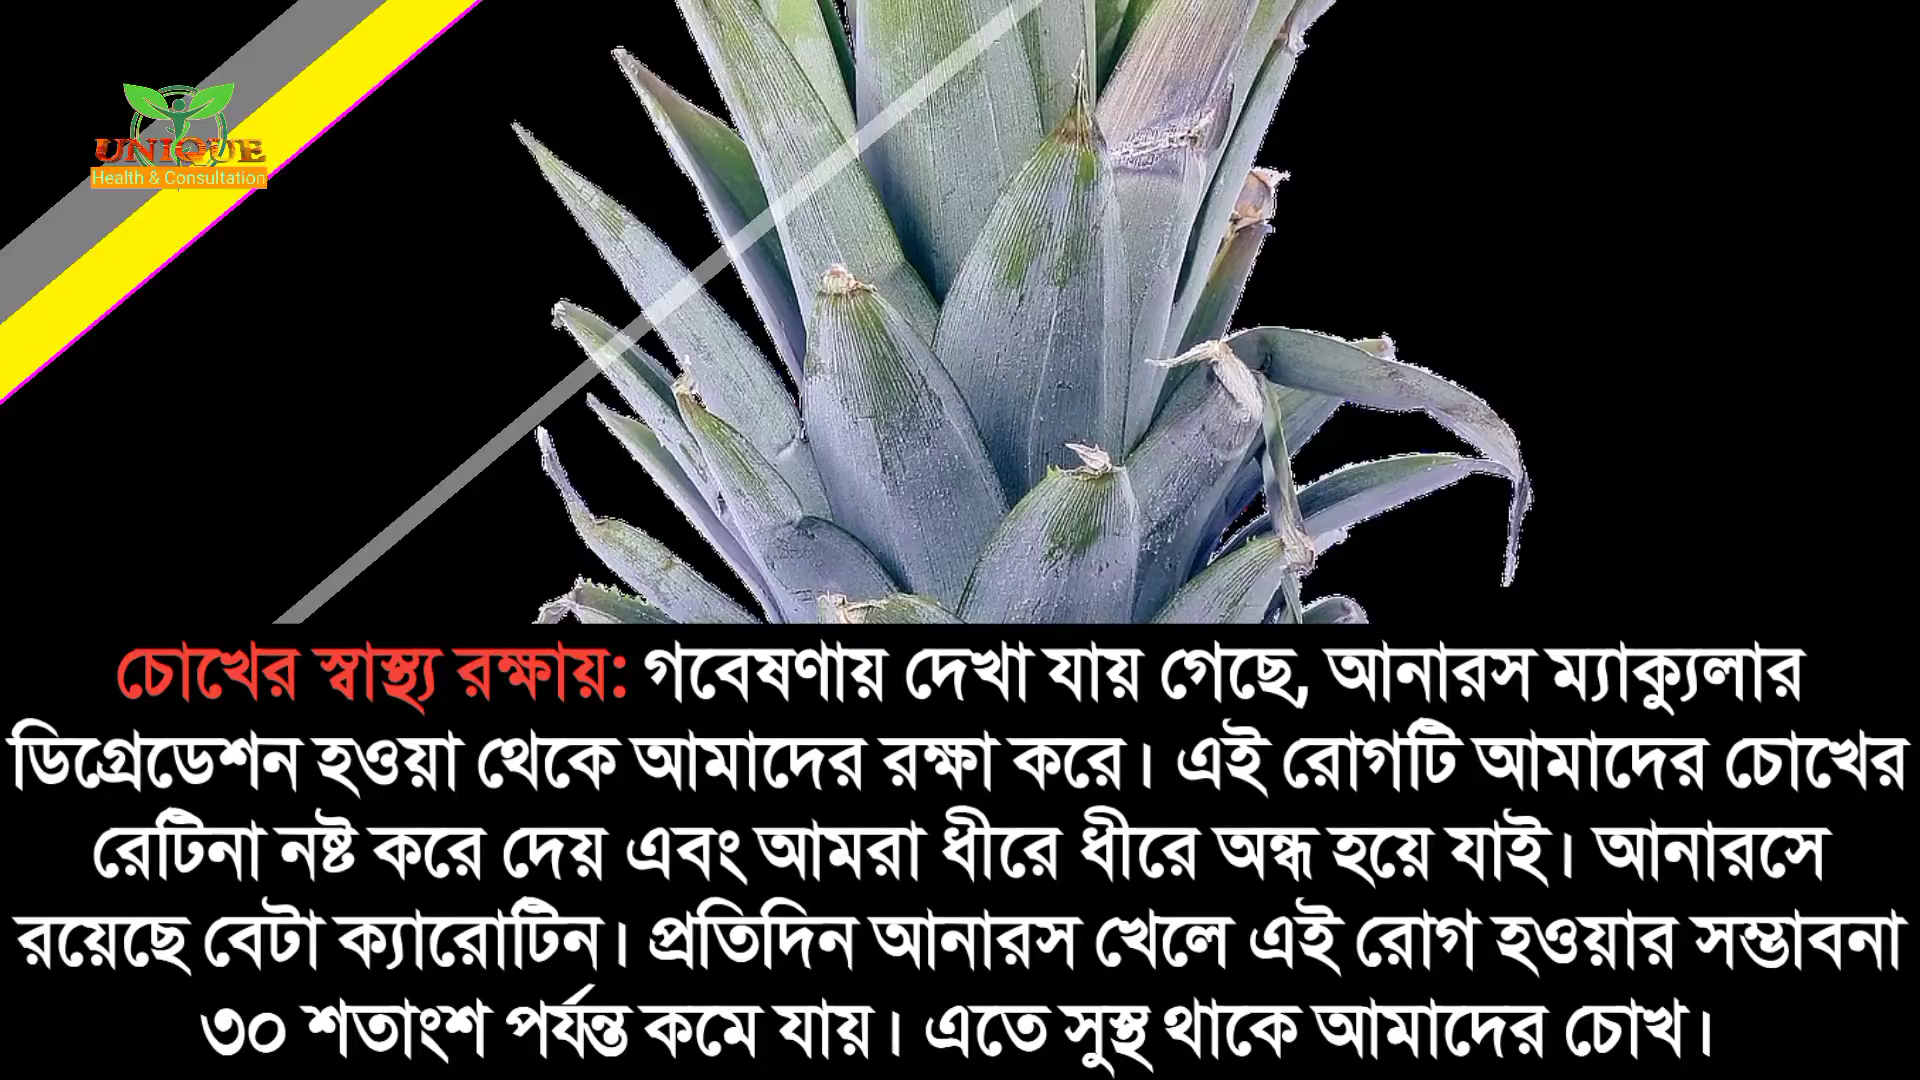 UNIQUE
Health & Consultation
চোখের স্বাস্থ্য রক্ষায়: গবেষণায় দেখা যায় গেছে, আনারস ম্যাক্যুলার
ডিগ্রেডেশন হওয়া থেকে আমাদের রক্ষা করে। এই রোগটি আমাদের চোখের
রেটিনা নষ্ট করে দেয় এবং আমরা ধীরে ধীরে অন্ধ হয়ে যাই। আনারসে
রয়েছে বেটা ক্যারোটিন। প্রতিদিন আনারস খেলে এই রোগ হওয়ার সম্ভাবনা
৩০ শতাংশ পর্যন্ত কমে যায়। এতে সুস্থ থাকে আমাদের চোখ।